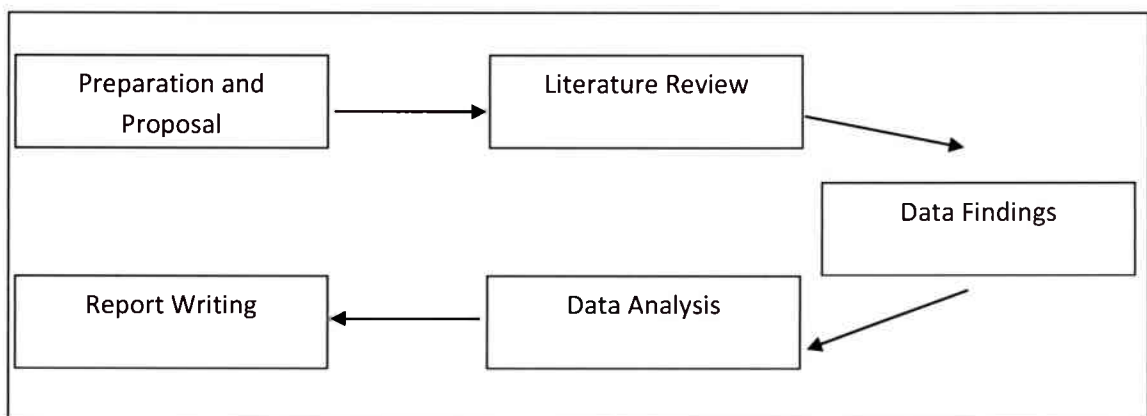 Preparation and
Proposal
Literature Review
Data Findings
Data Analysis
Report Writing